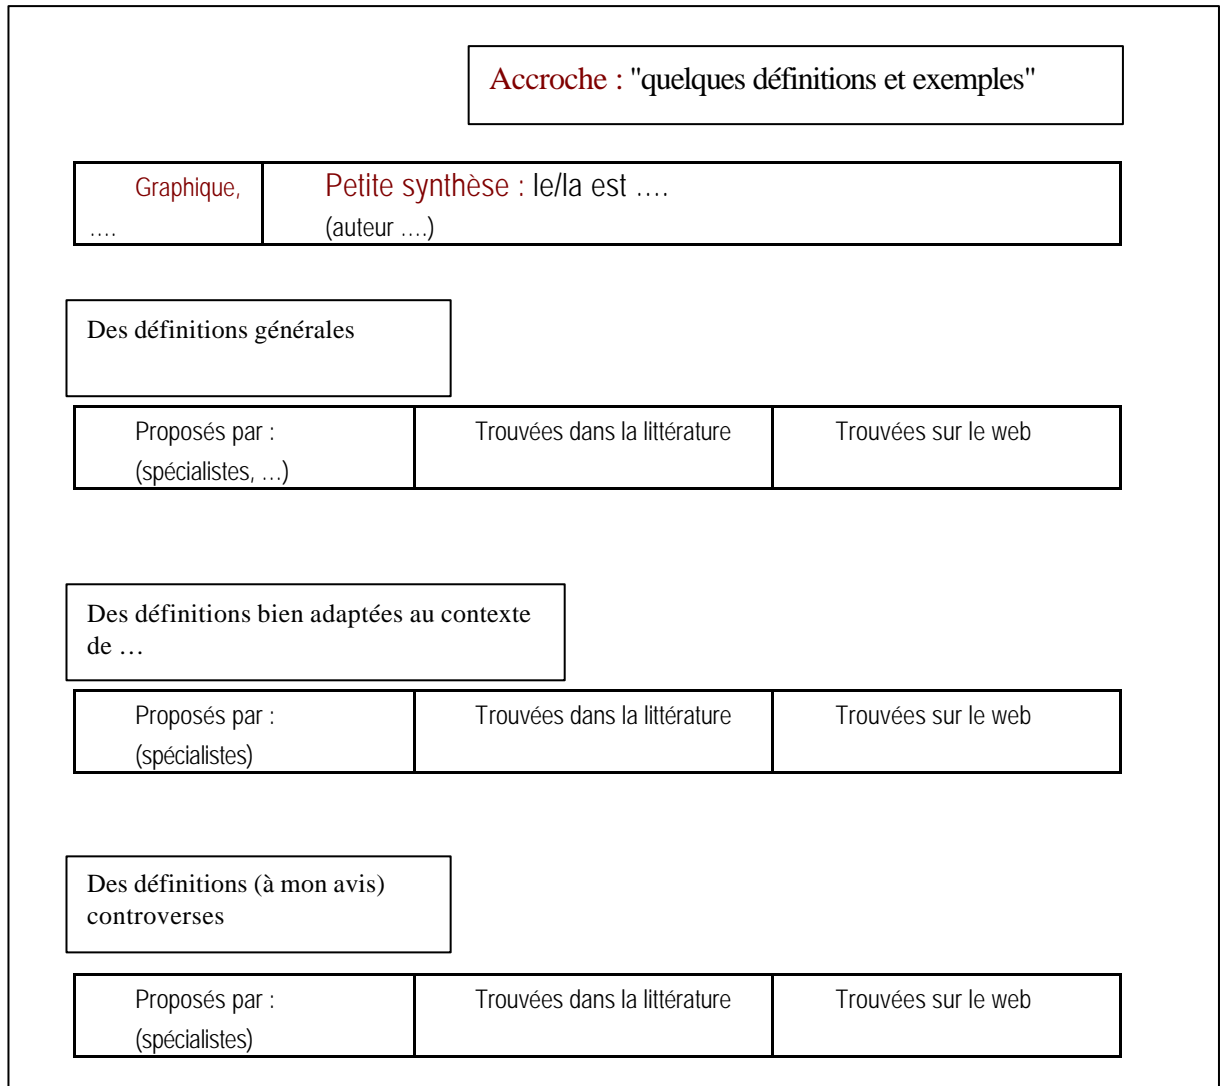 Accroche : "quelques définitions et exemples"
Graphique,
….
Petite synthèse : le/la est ….
(auteur ….)
Des définitions générales
Proposés par :
(spécialistes, …)
Trouvées dans la littérature
Trouvées sur le web
Des définitions bien adaptées au contexte
de …
Proposés par :
(spécialistes)
Trouvées dans la littérature
Trouvées sur le web
Des définitions (à mon avis)
controverses
Proposés par :
(spécialistes)
Trouvées dans la littérature
Trouvées sur le web